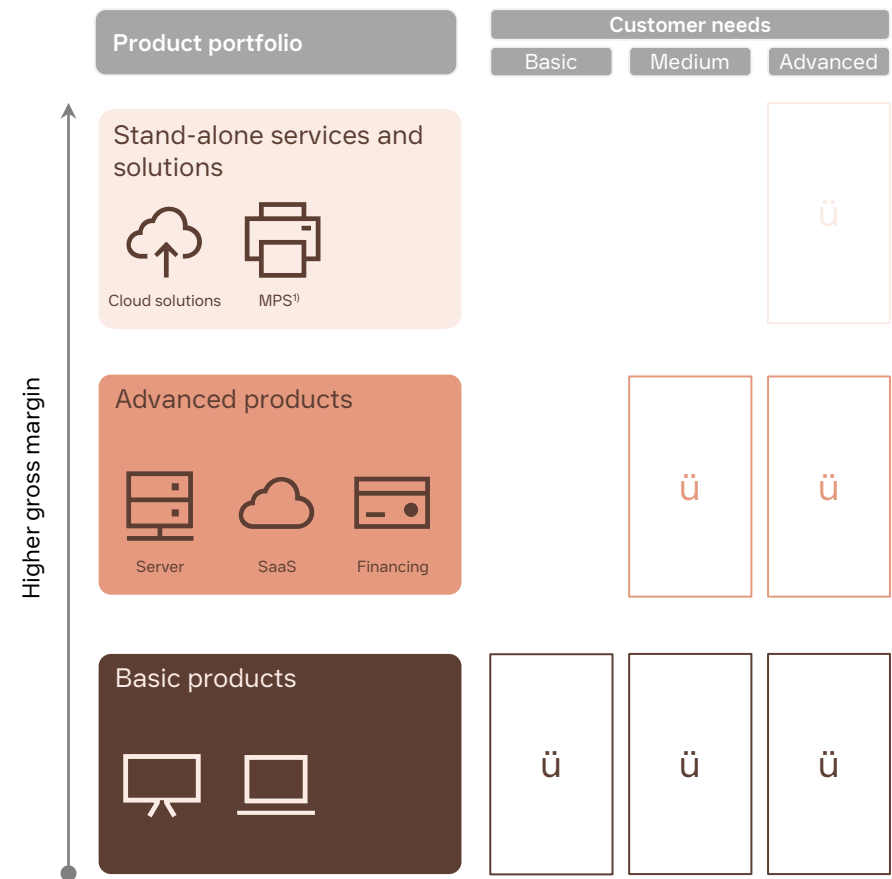 Product portfolio
Customer needs
Basic
Medium
Advanced
Higher gross margin
Stand-alone services and
solutions
Cloud solutions
MPS¹⁾
ü
Advanced products
Server
SaaS
Financing
ü
ü
Basic products
ü
ü
ü